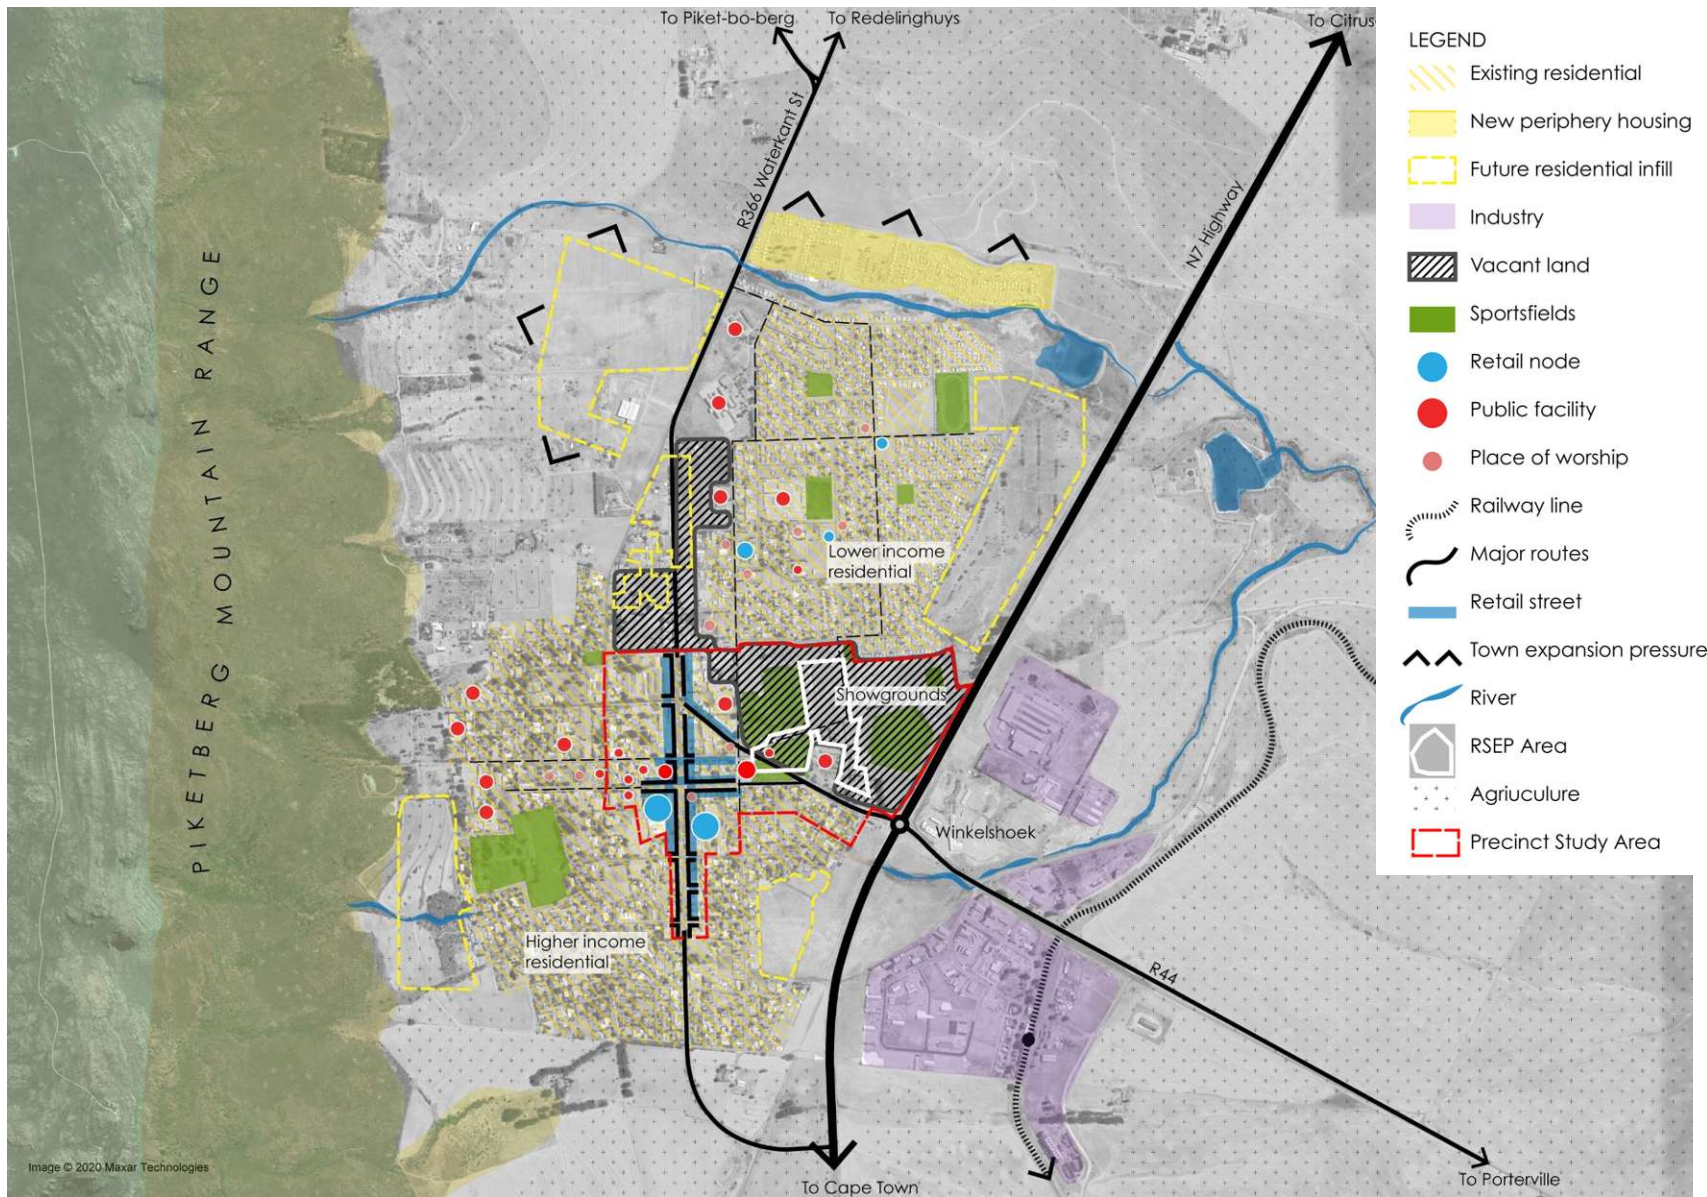 To Piket-bo-berg
To Redelinghuys
To Citrus
R366 Waterkant St
N7 Highway
PIKETBERG MOUNTAIN RANGE
Lower income
residential
Showgrounds
Winkelshoek
Higher income
residential
R44
To Cape Town
To Porterville
Image © 2020 Maxar Technologies
LEGEND
Existing residential
New periphery housing
Future residential infill
Industry
Vacant land
Sportsfields
Retail node
Public facility
Place of worship
Railway line
Major routes
Retail street
Town expansion pressure
River
RSEP Area
Agriuculure
Precinct Study Area